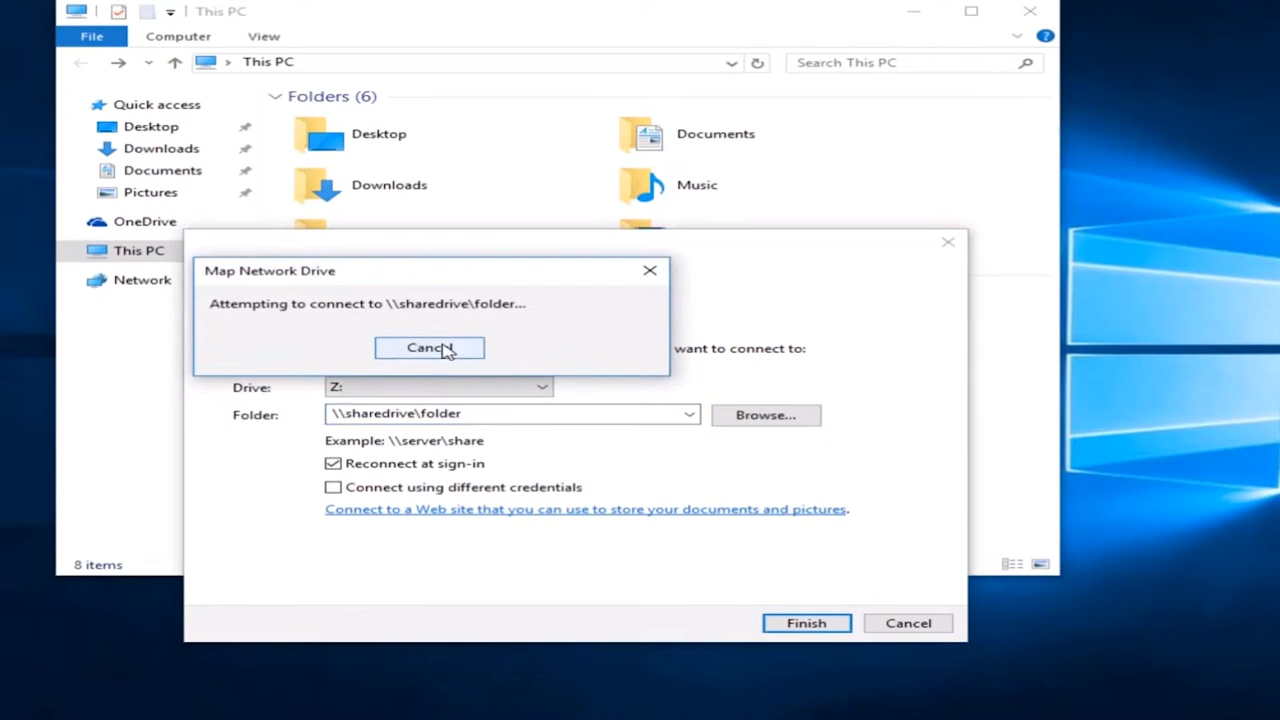 This PC
File Computer View
This PC
Search This PC
Quick access
Desktop
Downloads
Documents
Pictures
OneDrive
This PC
Network
Folders (6)
Desktop
Documents
Downloads
Music
Map Network Drive
Attempting to connect to \\sharedrive\folder...
Cancel
want to connect to:
Drive: Z:
Folder: \\sharedrive\folder Browse...
Example: \\server\share
Reconnect at sign-in
Connect using different credentials
Connect to a Web site that you can use to store your documents and pictures.
8 items
Finish Cancel